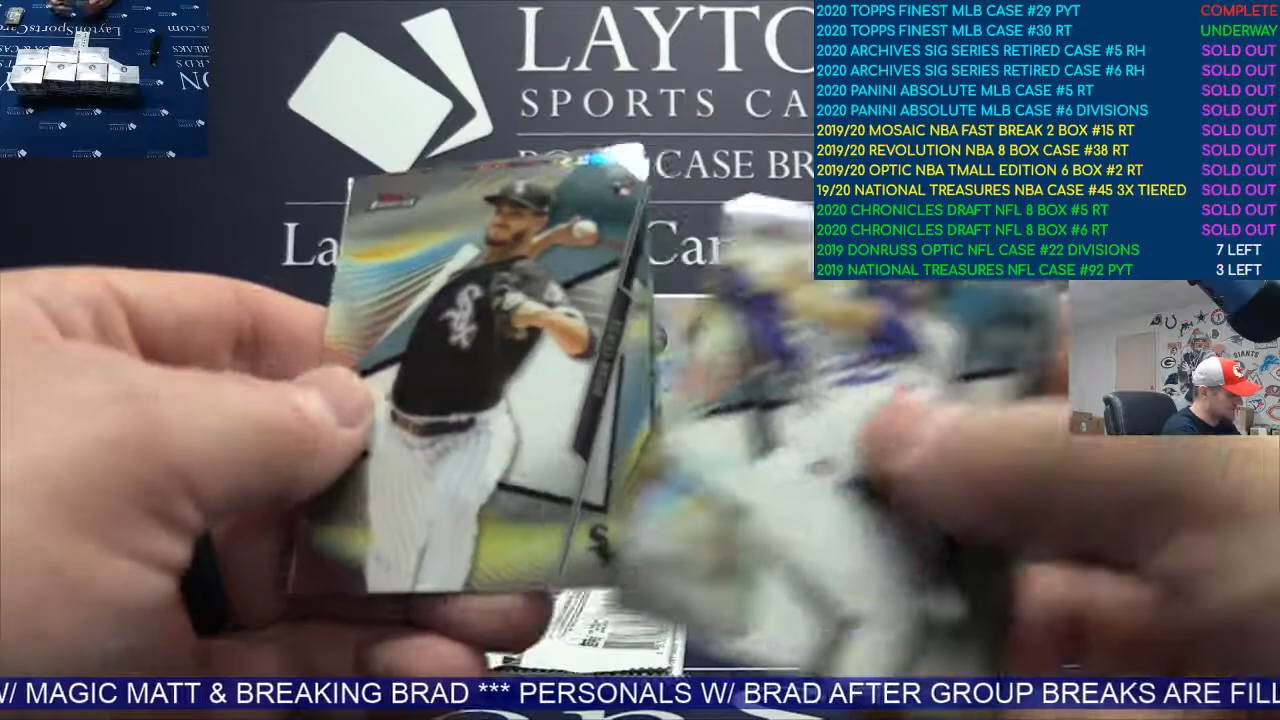 2020 TOPPS FINEST MLB CASE #29 PYT COMPLETE
2020 TOPPS FINEST MLB CASE #30 RT UNDERWAY
2020 ARCHIVES SIG SERIES RETIRED CASE #5 RH SOLD OUT
2020 ARCHIVES SIG SERIES RETIRED CASE #6 RH SOLD OUT
2020 PANINI ABSOLUTE MLB CASE #5 RT SOLD OUT
2020 PANINI ABSOLUTE MLB CASE #6 DIVISIONS SOLD OUT
2019/20 MOSAIC NBA FAST BREAK 2 BOX #15 RT SOLD OUT
2019/20 REVOLUTION NBA 8 BOX CASE #38 RT SOLD OUT
2019/20 OPTIC NBA TMALL EDITION 6 BOX #2 RT SOLD OUT
19/20 NATIONAL TREASURES NBA CASE #45 3X TIERED SOLD OUT
2020 CHRONICLES DRAFT NFL 8 BOX #5 RT SOLD OUT
2020 CHRONICLES DRAFT NFL 8 BOX #6 RT SOLD OUT
2019 DONRUSS OPTIC NFL CASE #22 DIVISIONS 7 LEFT
2019 NATIONAL TREASURES NFL CASE #92 PYT 3 LEFT
LAYTO
SPORTS CA
CASE BR
La
Car
GIANTS
W/ MAGIC MATT & BREAKING BRAD *** PERSONALS W/ BRAD AFTER GROUP BREAKS ARE FILL